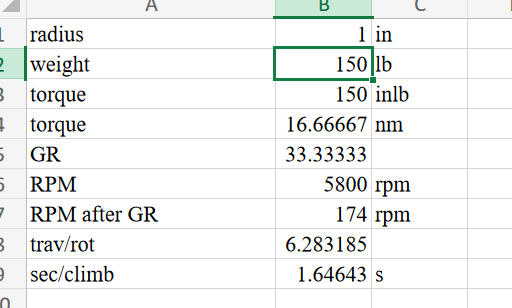 A B C
1 radius 1 in
2 weight 150 lb
3 torque 150 inlb
4 torque 16.66667 nm
5 GR 33.33333
6 RPM 5800 rpm
7 RPM after GR 174 rpm
8 trav/rot 6.283185
9 sec/climb 1.64643 s